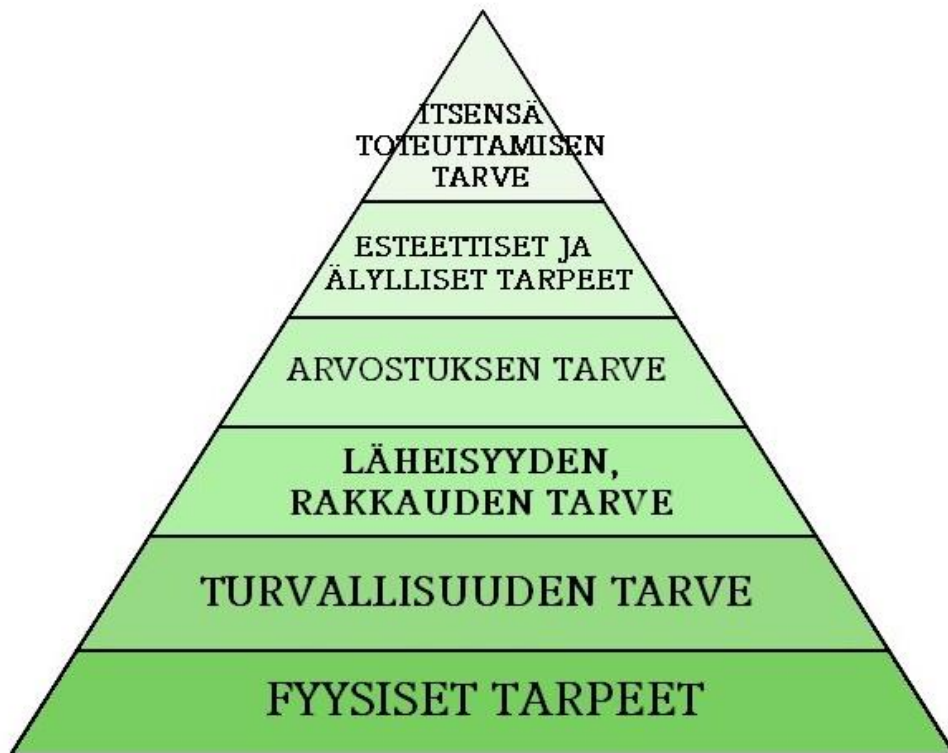 ITSENSÄ
TOTEUTTAMISEN
TARVE
ESTEETTISET JA
ÄLYLLISET TARPEET
ARVOSTUKSEN TARVE
LÄHEISYYDEN,
RAKKAUDEN TARVE
TURVALLISUUDEN TARVE
FYYSISET TARPEET